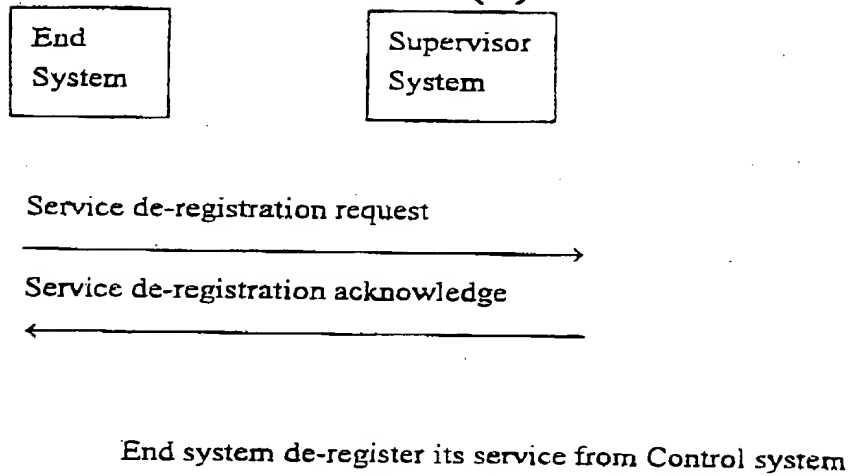 End
System
Supervisor
System
Service de-registration request
Service de-registration acknowledge
End system de-register its service from Control system